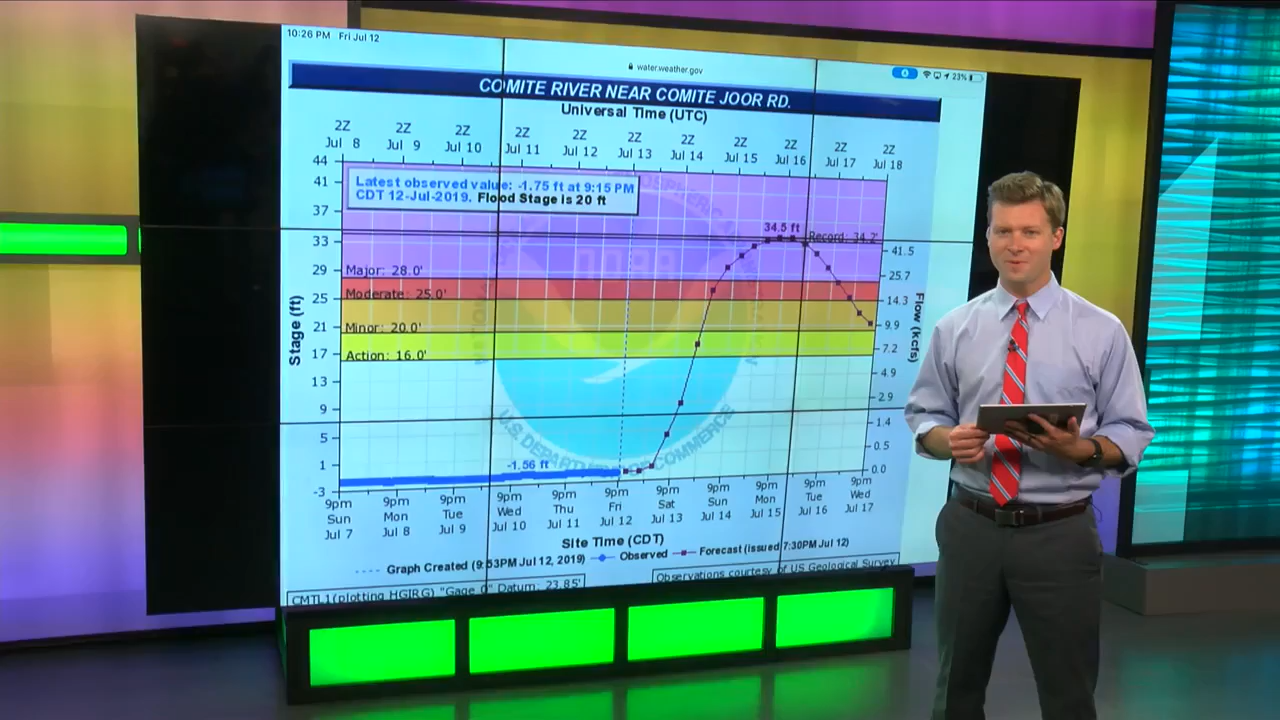 10:26 PM Fri Jul 12
water.weather.gov
23%
COMITE RIVER NEAR COMITE JOOR RD.
Universal Time (UTC)
2Z 2Z 2Z 2Z 2Z 2Z 2Z 2Z 2Z 2Z 2Z
Jul 8 Jul 9 Jul 10 Jul 11 Jul 12 Jul 13 Jul 14 Jul 15 Jul 16 Jul 17 Jul 18
44
41
37
33
29
25
21
17
13
9
5
1
-3
Stage (ft)
Latest observed value: -1.75 ft at 9:15 PM
CDT 12-Jul-2019. Flood Stage is 20 ft
34.5 ft
Record: 34.2'
Major: 28.0'
Moderate: 25.0'
Minor: 20.0'
Action: 16.0'
-1.56 ft
41.5
25.7
14.3
9.9
7.2
4.9
2.9
1.4
0.5
0.0
Flow (kcfs)
U.S. DEPARTMENT OF COMMERCE
9pm 9pm 9pm 9pm 9pm 9pm 9pm 9pm 9pm 9pm 9pm
Sun Mon Tue Wed Thu Fri Sat Sun Mon Tue Wed
Jul 7 Jul 8 Jul 9 Jul 10 Jul 11 Jul 12 Jul 13 Jul 14 Jul 15 Jul 16 Jul 17
Site Time (CDT)
Graph Created (9:53PM Jul 12, 2019) Observed Forecast (issued 7:30PM Jul 12)
CMTL1(plotting HGIRG) "Gage 0" Datum: 23.85'
Observations courtesy of US Geological Survey